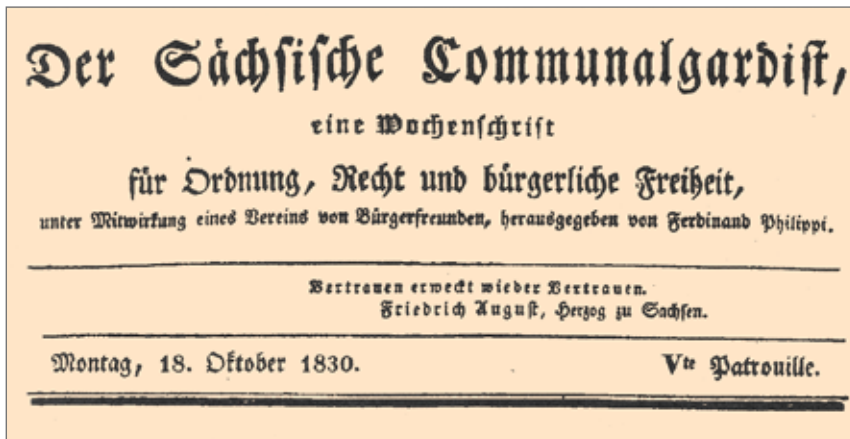 Der Sächsische Communalgardist,
eine Wochenschrift
für Ordnung, Recht und bürgerliche Freiheit,
unter Mitwirkung eines Vereins von Bürgerfreunden, herausgegeben von Ferdinand Philippi.
Vertrauen erweckt wieder Vertrauen.
Friedrich August, Herzog zu Sachsen.
Montag, 18. Oktober 1830.
Vte Patrouille.